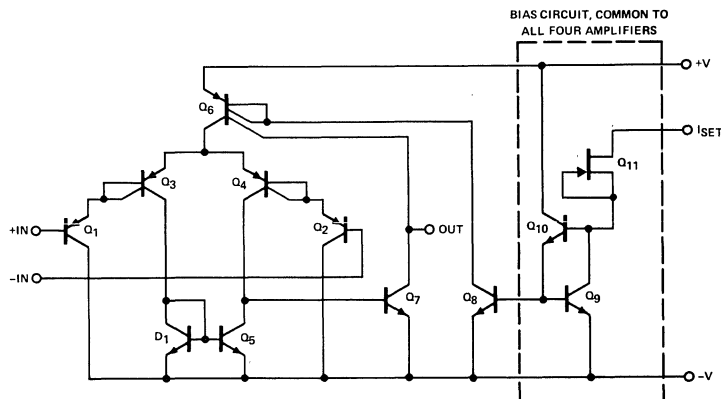 BIAS CIRCUIT, COMMON TO
ALL FOUR AMPLIFIERS
+V
Q6
ISET
Q11
Q3
Q4
Q1
Q2
Q10
+IN
OUT
-IN
Q7
Q8
Q9
D1
Q5
-V